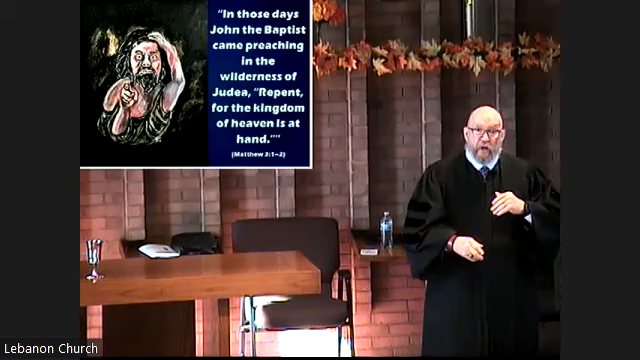 "In those days
John the Baptist
came preaching
in the
wilderness of
Judea, "Repent,
for the kingdom
of heaven is at
hand.""
(Matthew 3:1–2)
Lebanon Church